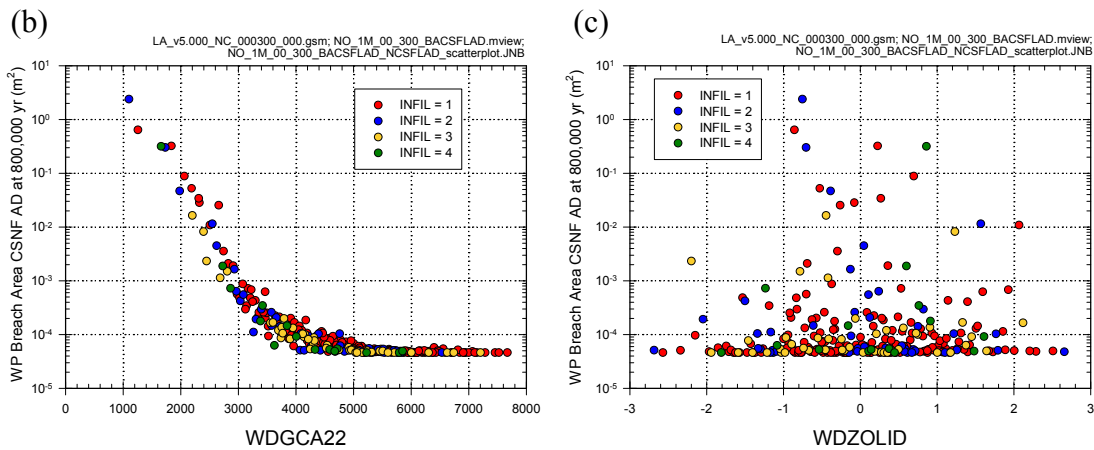 (b)
LA_v5.000_NC_000300_000.gsm; NO_1M_00_300_BACSFLAD.mview;
NO_1M_00_300_BACSFLAD_NCSFLAD_scatterplot.JNB
WP Breach Area CSNF AD at 800,000 yr (m²)
10¹
10⁰
10⁻¹
10⁻²
10⁻³
10⁻⁴
10⁻⁵
INFIL = 1
INFIL = 2
INFIL = 3
INFIL = 4
0 1000 2000 3000 4000 5000 6000 7000 8000
WDGCA22
(c)
LA_v5.000_NC_000300_000.gsm; NO_1M_00_300_BACSFLAD.mview;
NO_1M_00_300_BACSFLAD_NCSFLAD_scatterplot.JNB
WP Breach Area CSNF AD at 800,000 yr (m²)
10¹
10⁰
10⁻¹
10⁻²
10⁻³
10⁻⁴
10⁻⁵
INFIL = 1
INFIL = 2
INFIL = 3
INFIL = 4
-3 -2 -1 0 1 2 3
WDZOLID